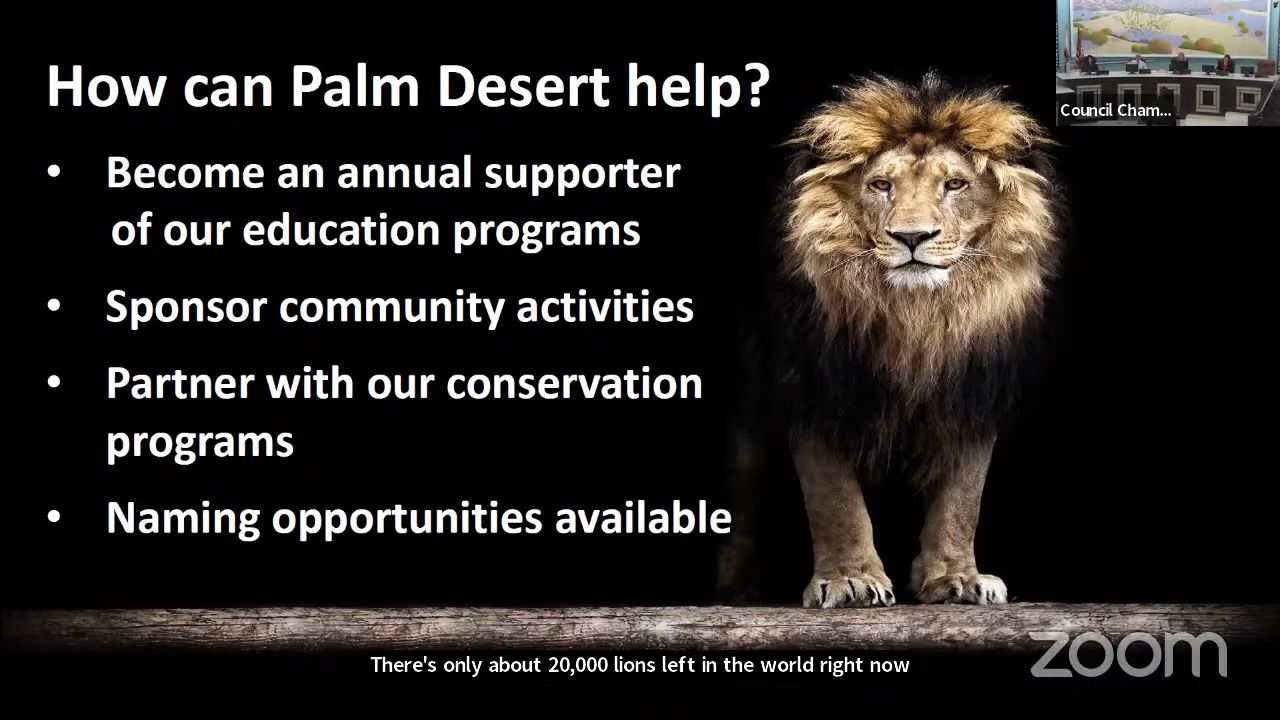 How can Palm Desert help?
Council Cham...
• Become an annual supporter
of our education programs
• Sponsor community activities
• Partner with our conservation
programs
• Naming opportunities available
zoom
There's only about 20,000 lions left in the world right now